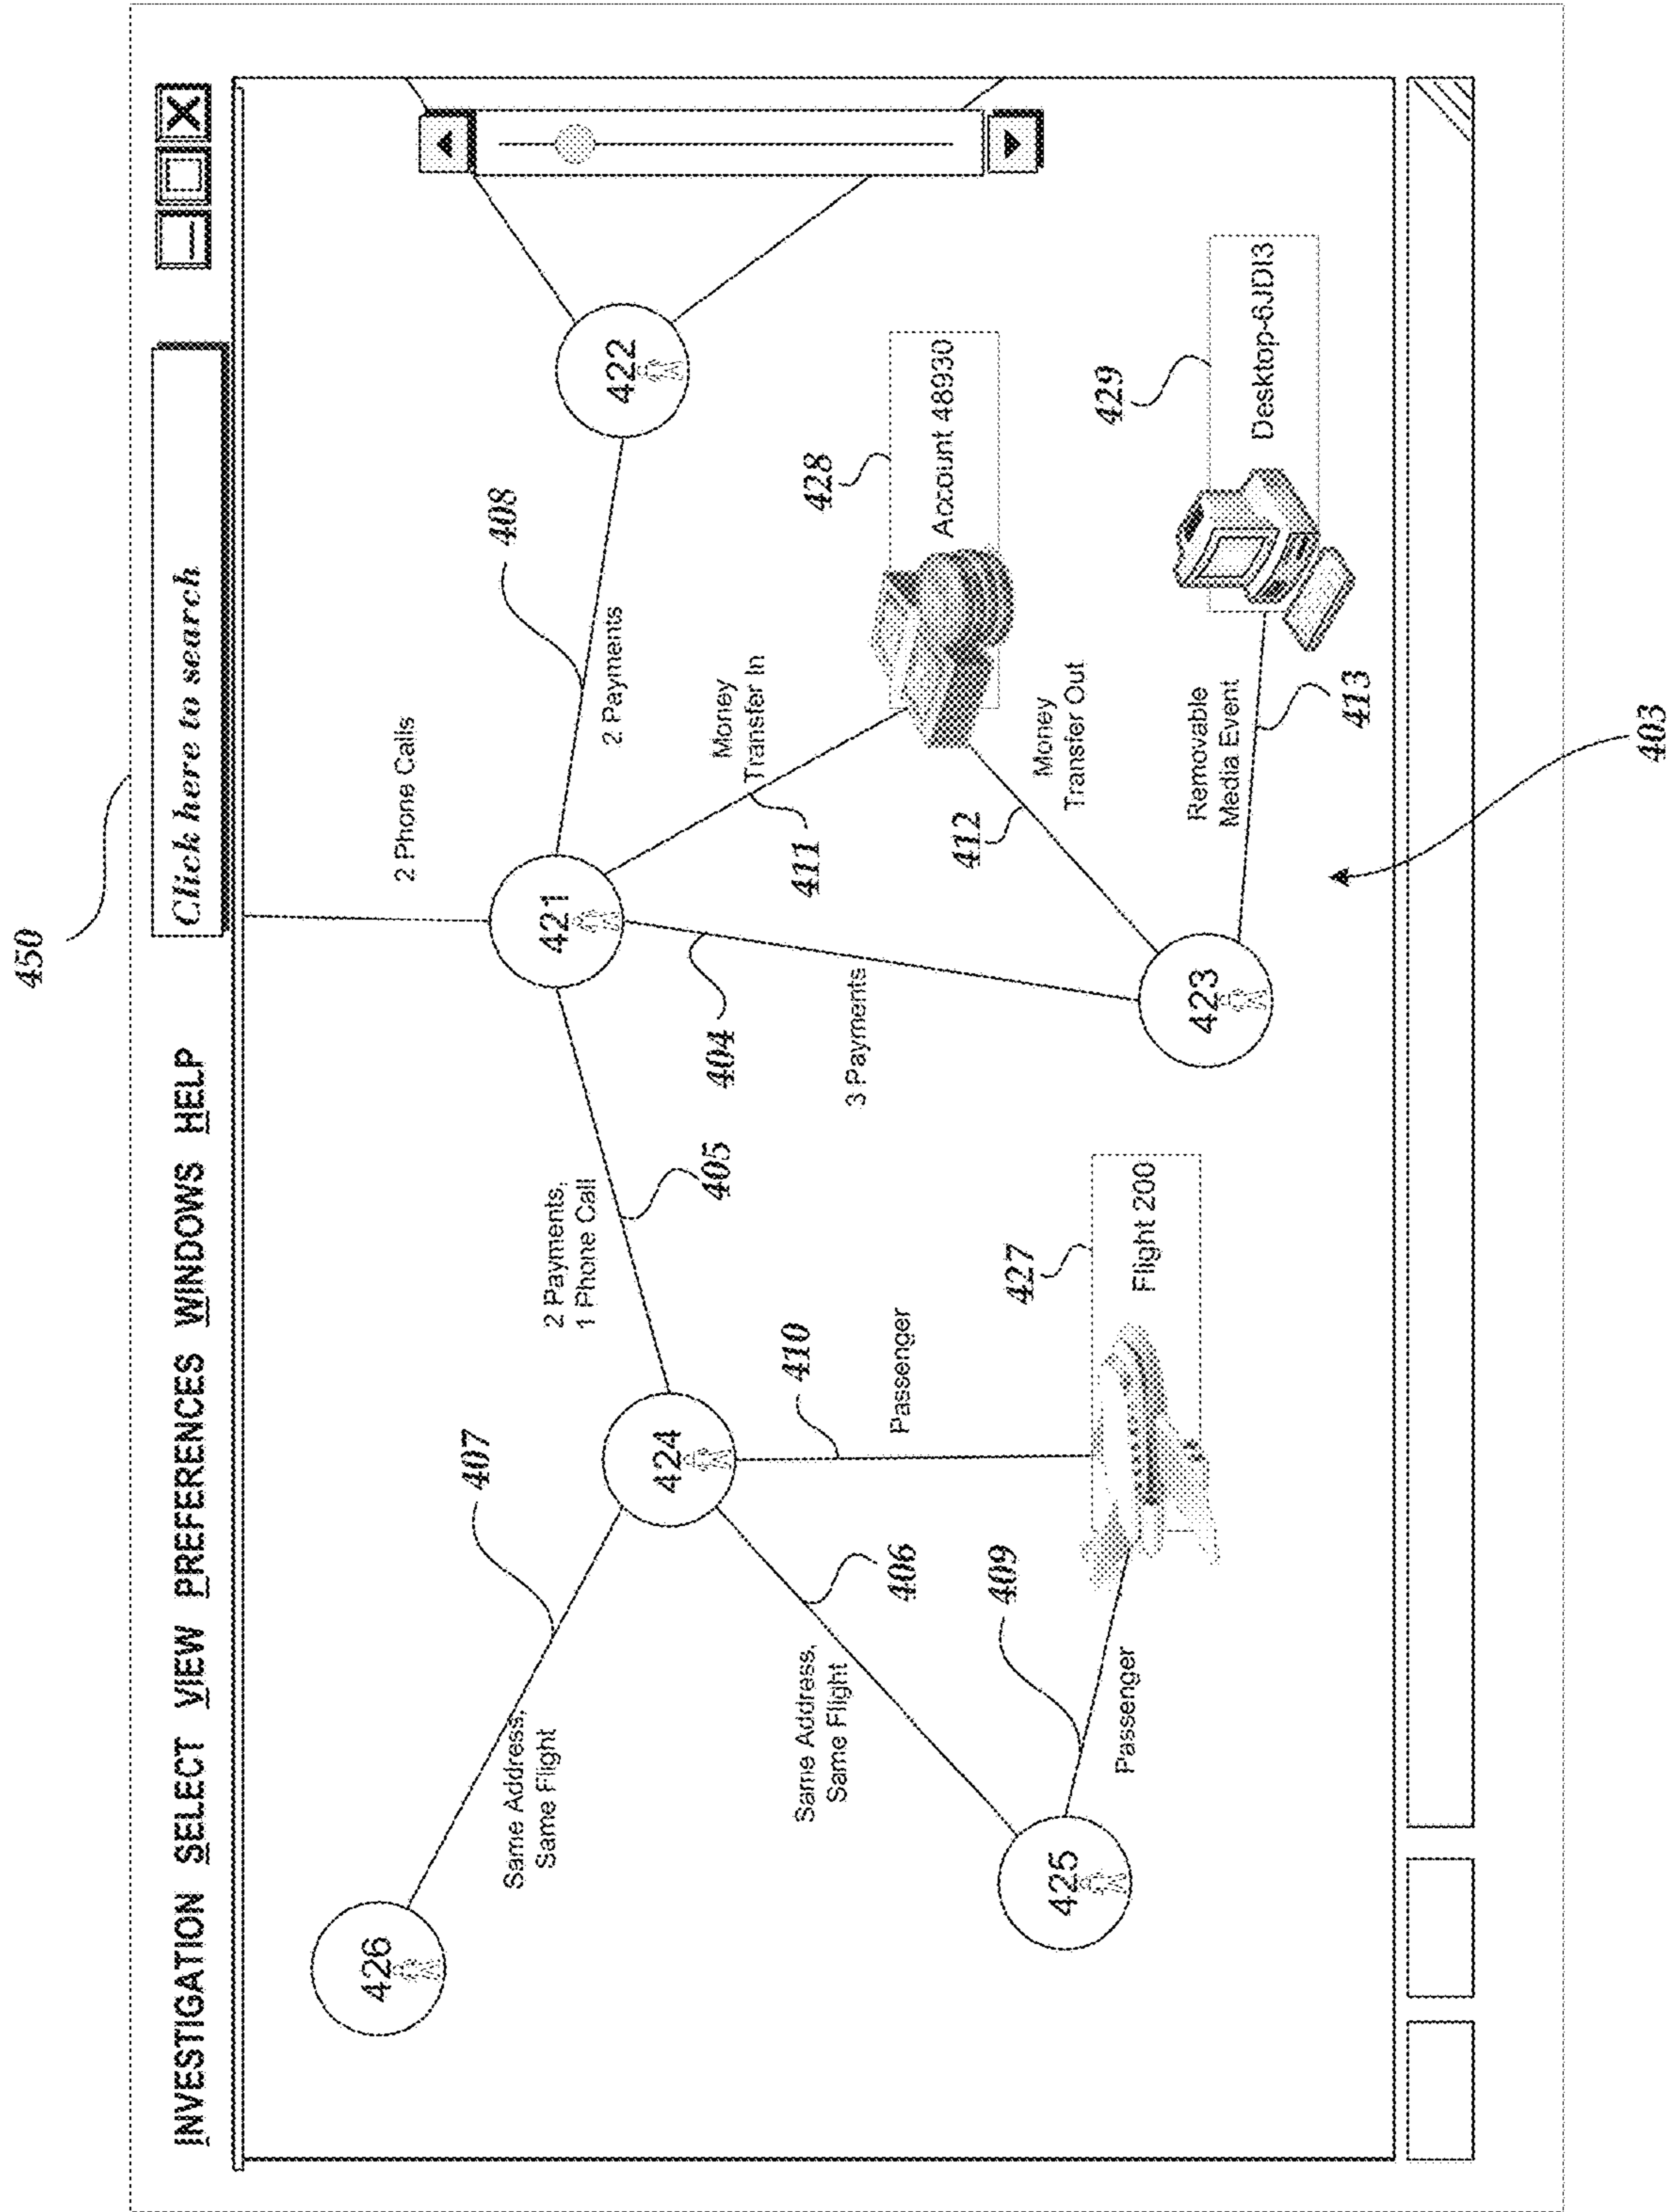 450
INVESTIGATION SELECT VIEW PREFERENCES WINDOWS HELP
Click here to search
2 Phone Calls
426
407
Same Address,
Same Flight
421
408
422
2 Payments,
1 Phone Call
2 Payments
424
405
404
Money
Transfer In
411
428
Account 48930
410
Same Address,
Same Flight
406
Passenger
3 Payments
412
Money
Transfer Out
409
427
Flight 200
425
Passenger
423
Removable
Media Event
429
Desktop-6JDI3
413
403